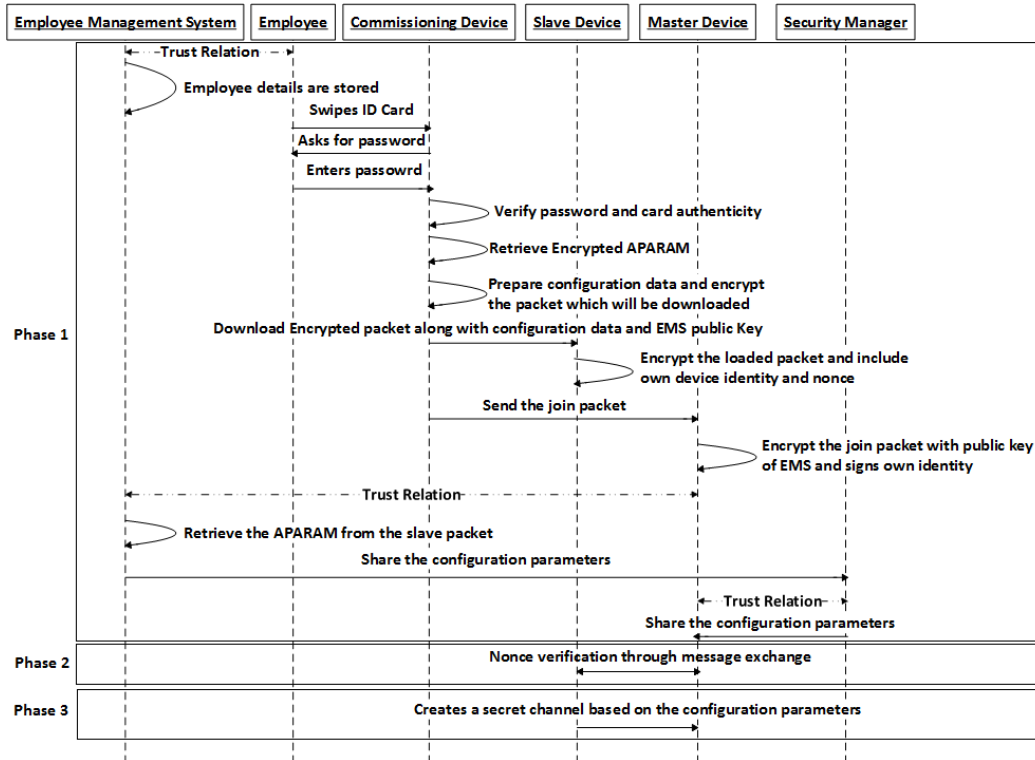 Employee Management System
Employee
Commissioning Device
Slave Device
Master Device
Security Manager
Trust Relation
Employee details are stored
Swipes ID Card
Asks for password
Enters passowrd
Verify password and card authenticity
Retrieve Encrypted APARAM
Prepare configuration data and encrypt
the packet which will be downloaded
Phase 1
Download Encrypted packet along with configuration data and EMS public Key
Encrypt the loaded packet and include
own device identity and nonce
Send the join packet
Encrypt the join packet with public key
of EMS and signs own identity
Trust Relation
Retrieve the APARAM from the slave packet
Share the configuration parameters
Trust Relation
Share the configuration parameters
Phase 2
Nonce verification through message exchange
Phase 3
Creates a secret channel based on the configuration parameters